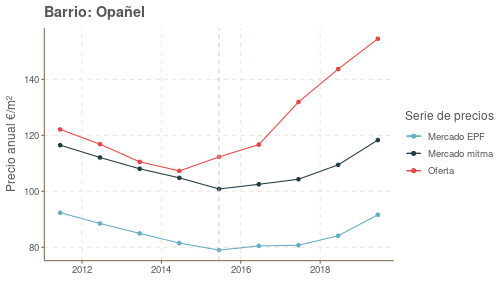 Barrio: Opañel
Precio anual €/m²
140
120
100
80
2012
2014
2016
2018
Serie de precios
Mercado EPF
Mercado mitma
Oferta